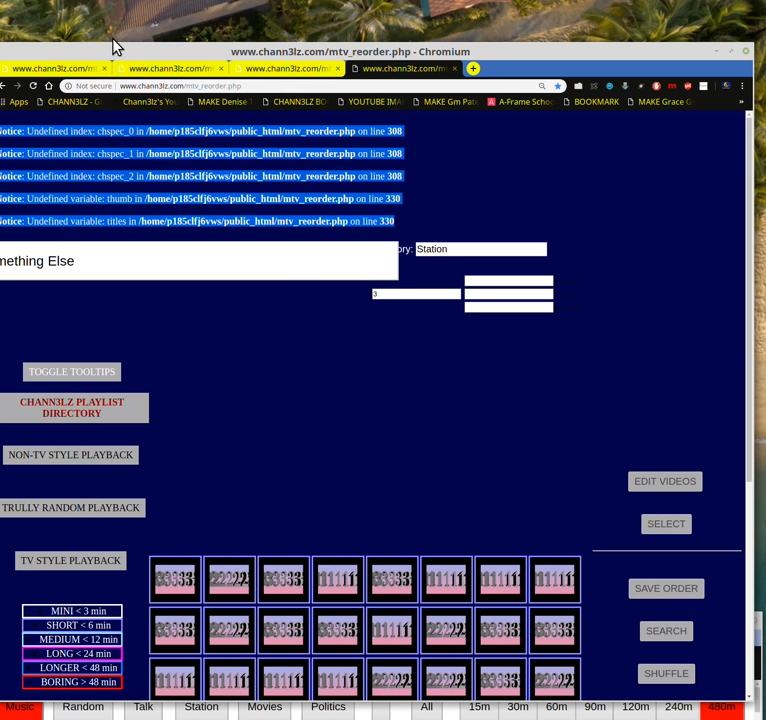 www.chann3lz.com/mtv_reorder.php - Chromium
www.chann3lz.com/m www.chann3lz.com/m www.chann3lz.com/m www.chann3lz.com/m
Not secure | www.chann3lz.com/mtv_reorder.php
Apps CHANN3LZ - G Chann3lz's You MAKE Denise CHANN3LZ BO YOUTUBE IMA MAKE Gm Pate A-Frame Schoo BOOKMARK MAKE Grace G »
Notice: Undefined index: chspec_0 in /home/p185clfj6vws/public_html/mtv_reorder.php on line 308
Notice: Undefined index: chspec_1 in /home/p185clfj6vws/public_html/mtv_reorder.php on line 308
Notice: Undefined index: chspec_2 in /home/p185clfj6vws/public_html/mtv_reorder.php on line 308
Notice: Undefined variable: thumb in /home/p185clfj6vws/public_html/mtv_reorder.php on line 330
Notice: Undefined variable: titles in /home/p185clfj6vws/public_html/mtv_reorder.php on line 330
ory: Station
mething Else
3
TOGGLE TOOLTIPS
CHANN3LZ PLAYLIST
DIRECTORY
NON-TV STYLE PLAYBACK
EDIT VIDEOS
TRULLY RANDOM PLAYBACK
SELECT
TV STYLE PLAYBACK
SAVE ORDER
MINI < 3 min
SHORT < 6 min
MEDIUM < 12 min
LONG < 24 min
LONGER < 48 min
BORING > 48 min
SEARCH
SHUFFLE
Music Random Talk Station Movies Politics All 15m 30m 60m 90m 120m 240m 480m